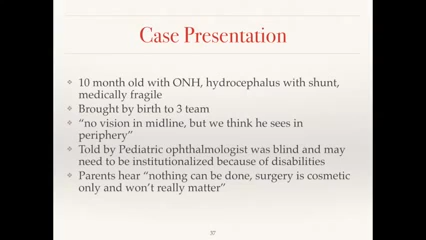 Case Presentation
❖ 10 month old with ONH, hydrocephalus with shunt,
medically fragile
❖ Brought by birth to 3 team
❖ “no vision in midline, but we think he sees in
periphery”
❖ Told by Pediatric ophthalmologist was blind and may
need to be institutionalized because of disabilities
❖ Parents hear “nothing can be done, surgery is cosmetic
only and won’t really matter”
37